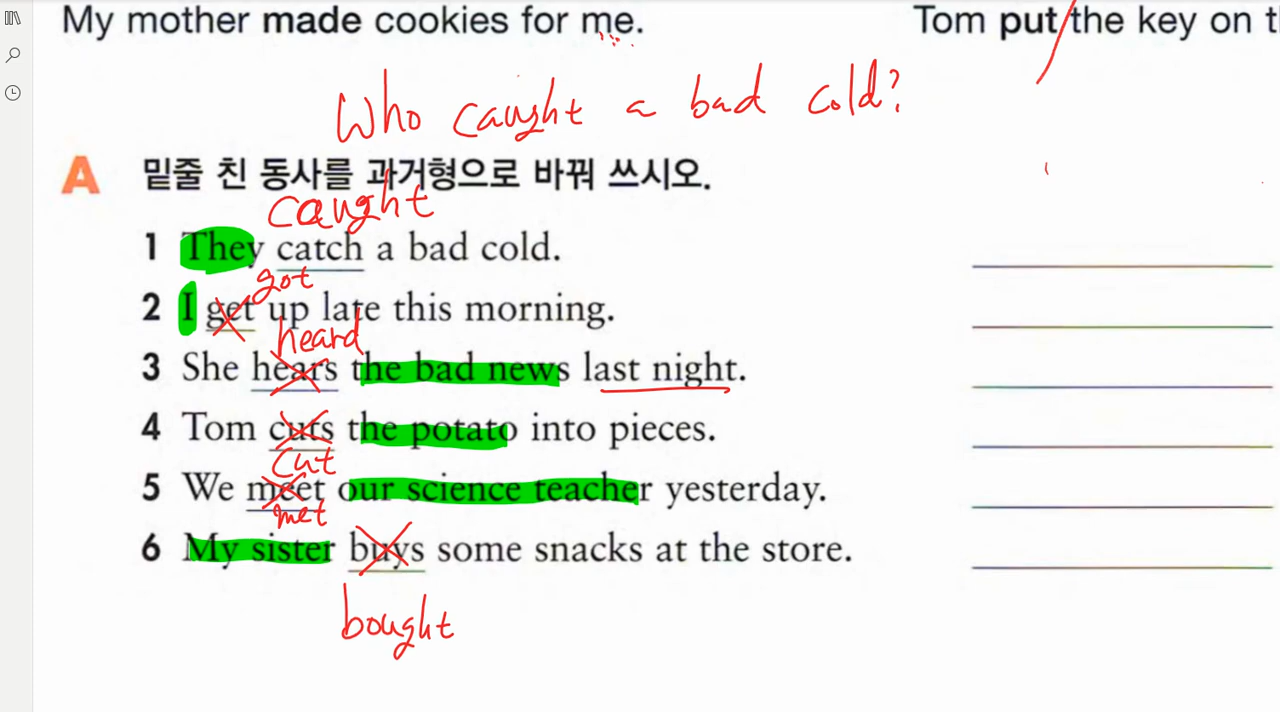 My mother made cookies for me. Tom put the key on
Who caught a bad cold?
A 밑줄 친 동사를 과거형으로 바꿔 쓰시오.
caught
1 They catch a bad cold.
got
2 I get up late this morning.
heard
3 She hears the bad news last night.
4 Tom cuts the potato into pieces.
cut
5 We meet our science teacher yesterday.
met
6 My sister buys some snacks at the store.
bought